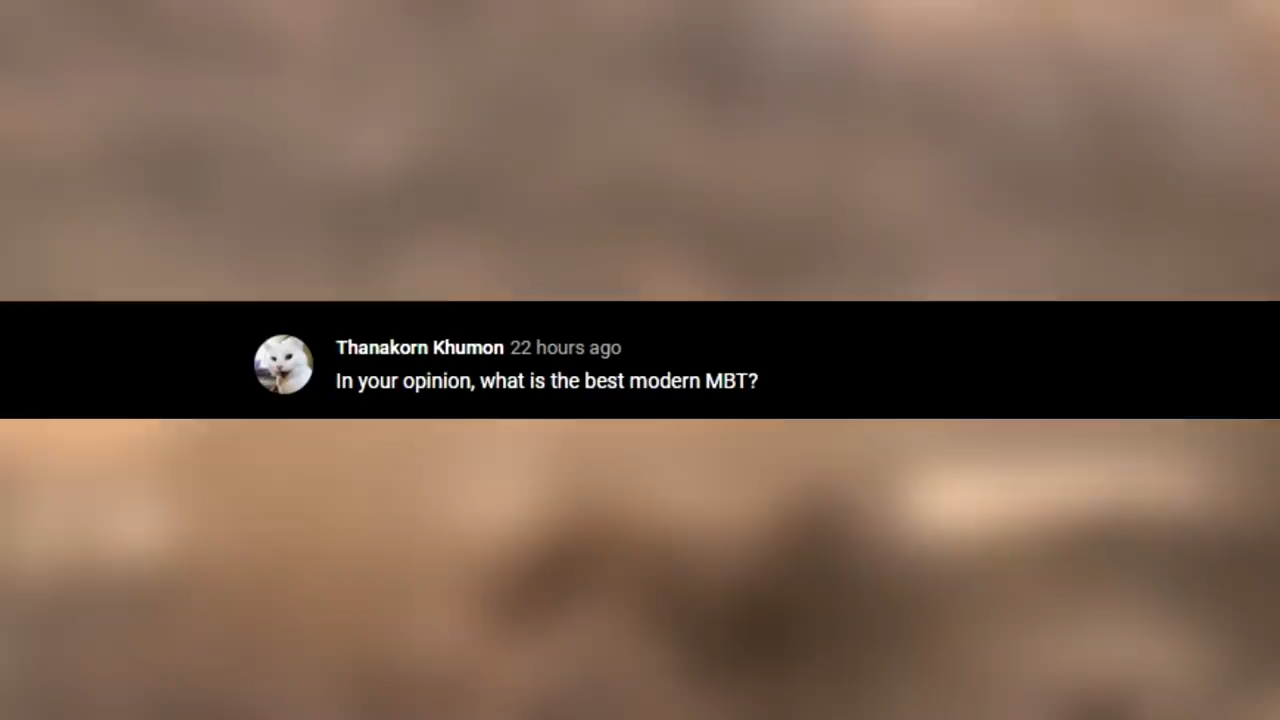 Thanakorn Khumon 22 hours ago
In your opinion, what is the best modern MBT?